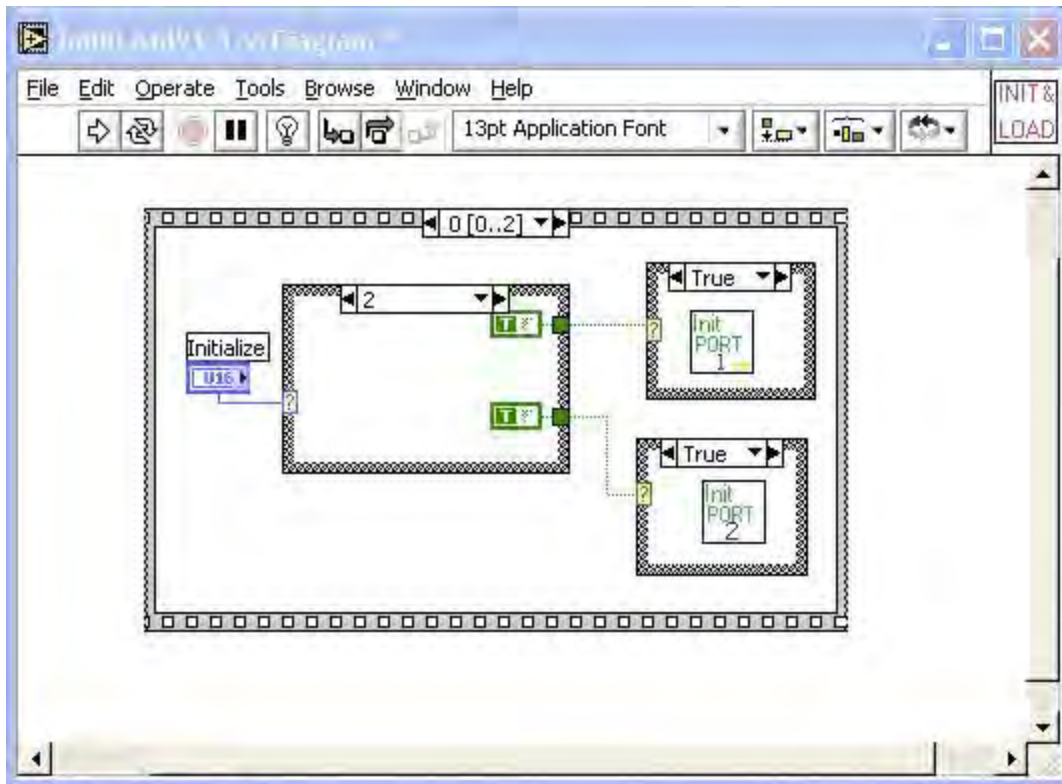 File Edit Operate Tools Browse Window Help
INIT &
LOAD
13pt Application Font
0 [0..2]
2
True
T
Init
PORT
1
Initialize
U16
?
?
T
True
?
Init
PORT
2